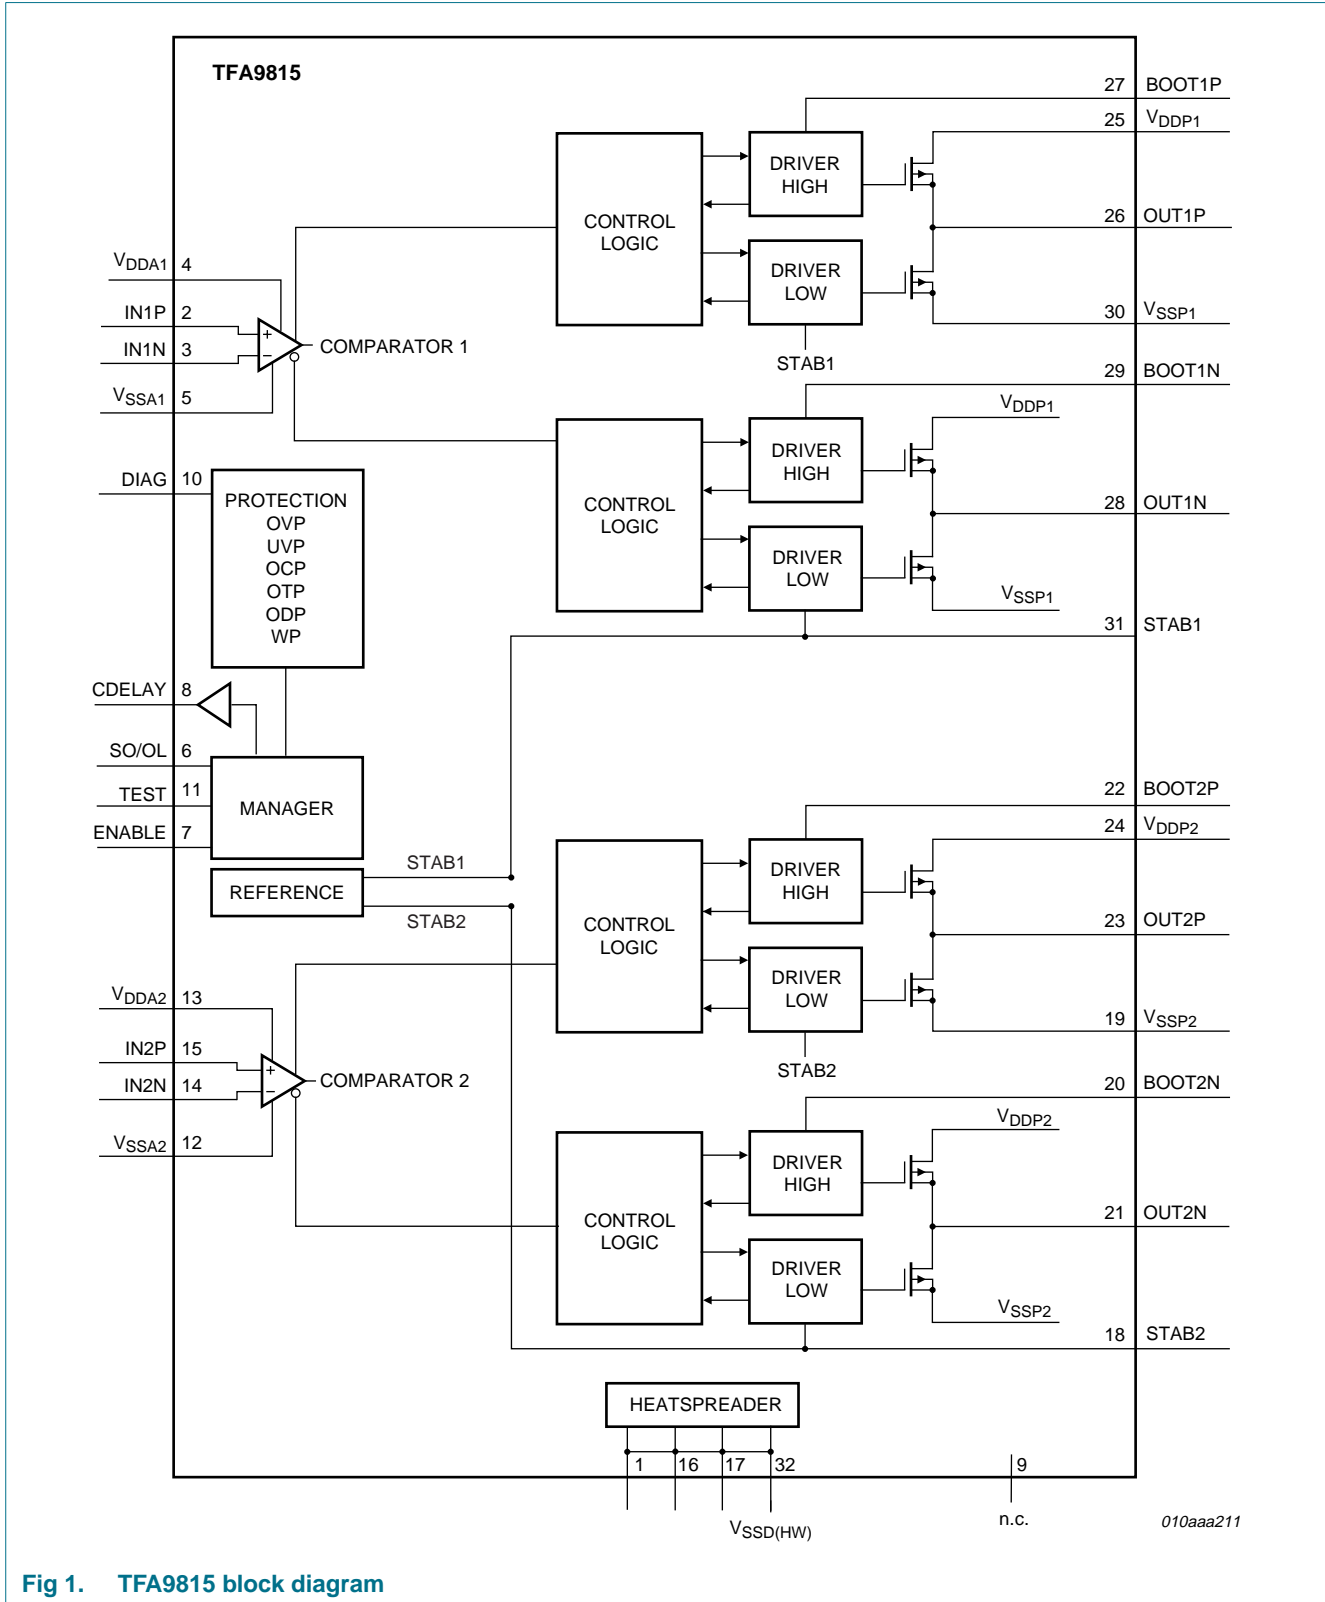 TFA9815
27 BOOT1P
25 VDDP1
DRIVER
HIGH
CONTROL
LOGIC
26 OUT1P
VDDA1 4
DRIVER
LOW
IN1P 2
30 VSSP1
+
COMPARATOR 1
IN1N 3
−
STAB1
29 BOOT1N
VSSA1 5
VDDP1
DRIVER
HIGH
DIAG 10
PROTECTION
OVP
UVP
OCP
OTP
ODP
WP
CONTROL
LOGIC
28 OUT1N
DRIVER
LOW
VSSP1
31 STAB1
CDELAY 8
SO/OL 6
TEST 11
MANAGER
ENABLE 7
22 BOOT2P
24 VDDP2
STAB1
DRIVER
HIGH
REFERENCE
STAB2
CONTROL
LOGIC
23 OUT2P
VDDA2 13
DRIVER
LOW
19 VSSP2
IN2P 15
+
STAB2
COMPARATOR 2
IN2N 14
−
20 BOOT2N
VDDP2
VSSA2 12
DRIVER
HIGH
CONTROL
LOGIC
21 OUT2N
DRIVER
LOW
VSSP2
18 STAB2
HEATSPREADER
1 16 17 32 9
VSSD(HW)
n.c.
010aaa211
Fig 1. TFA9815 block diagram